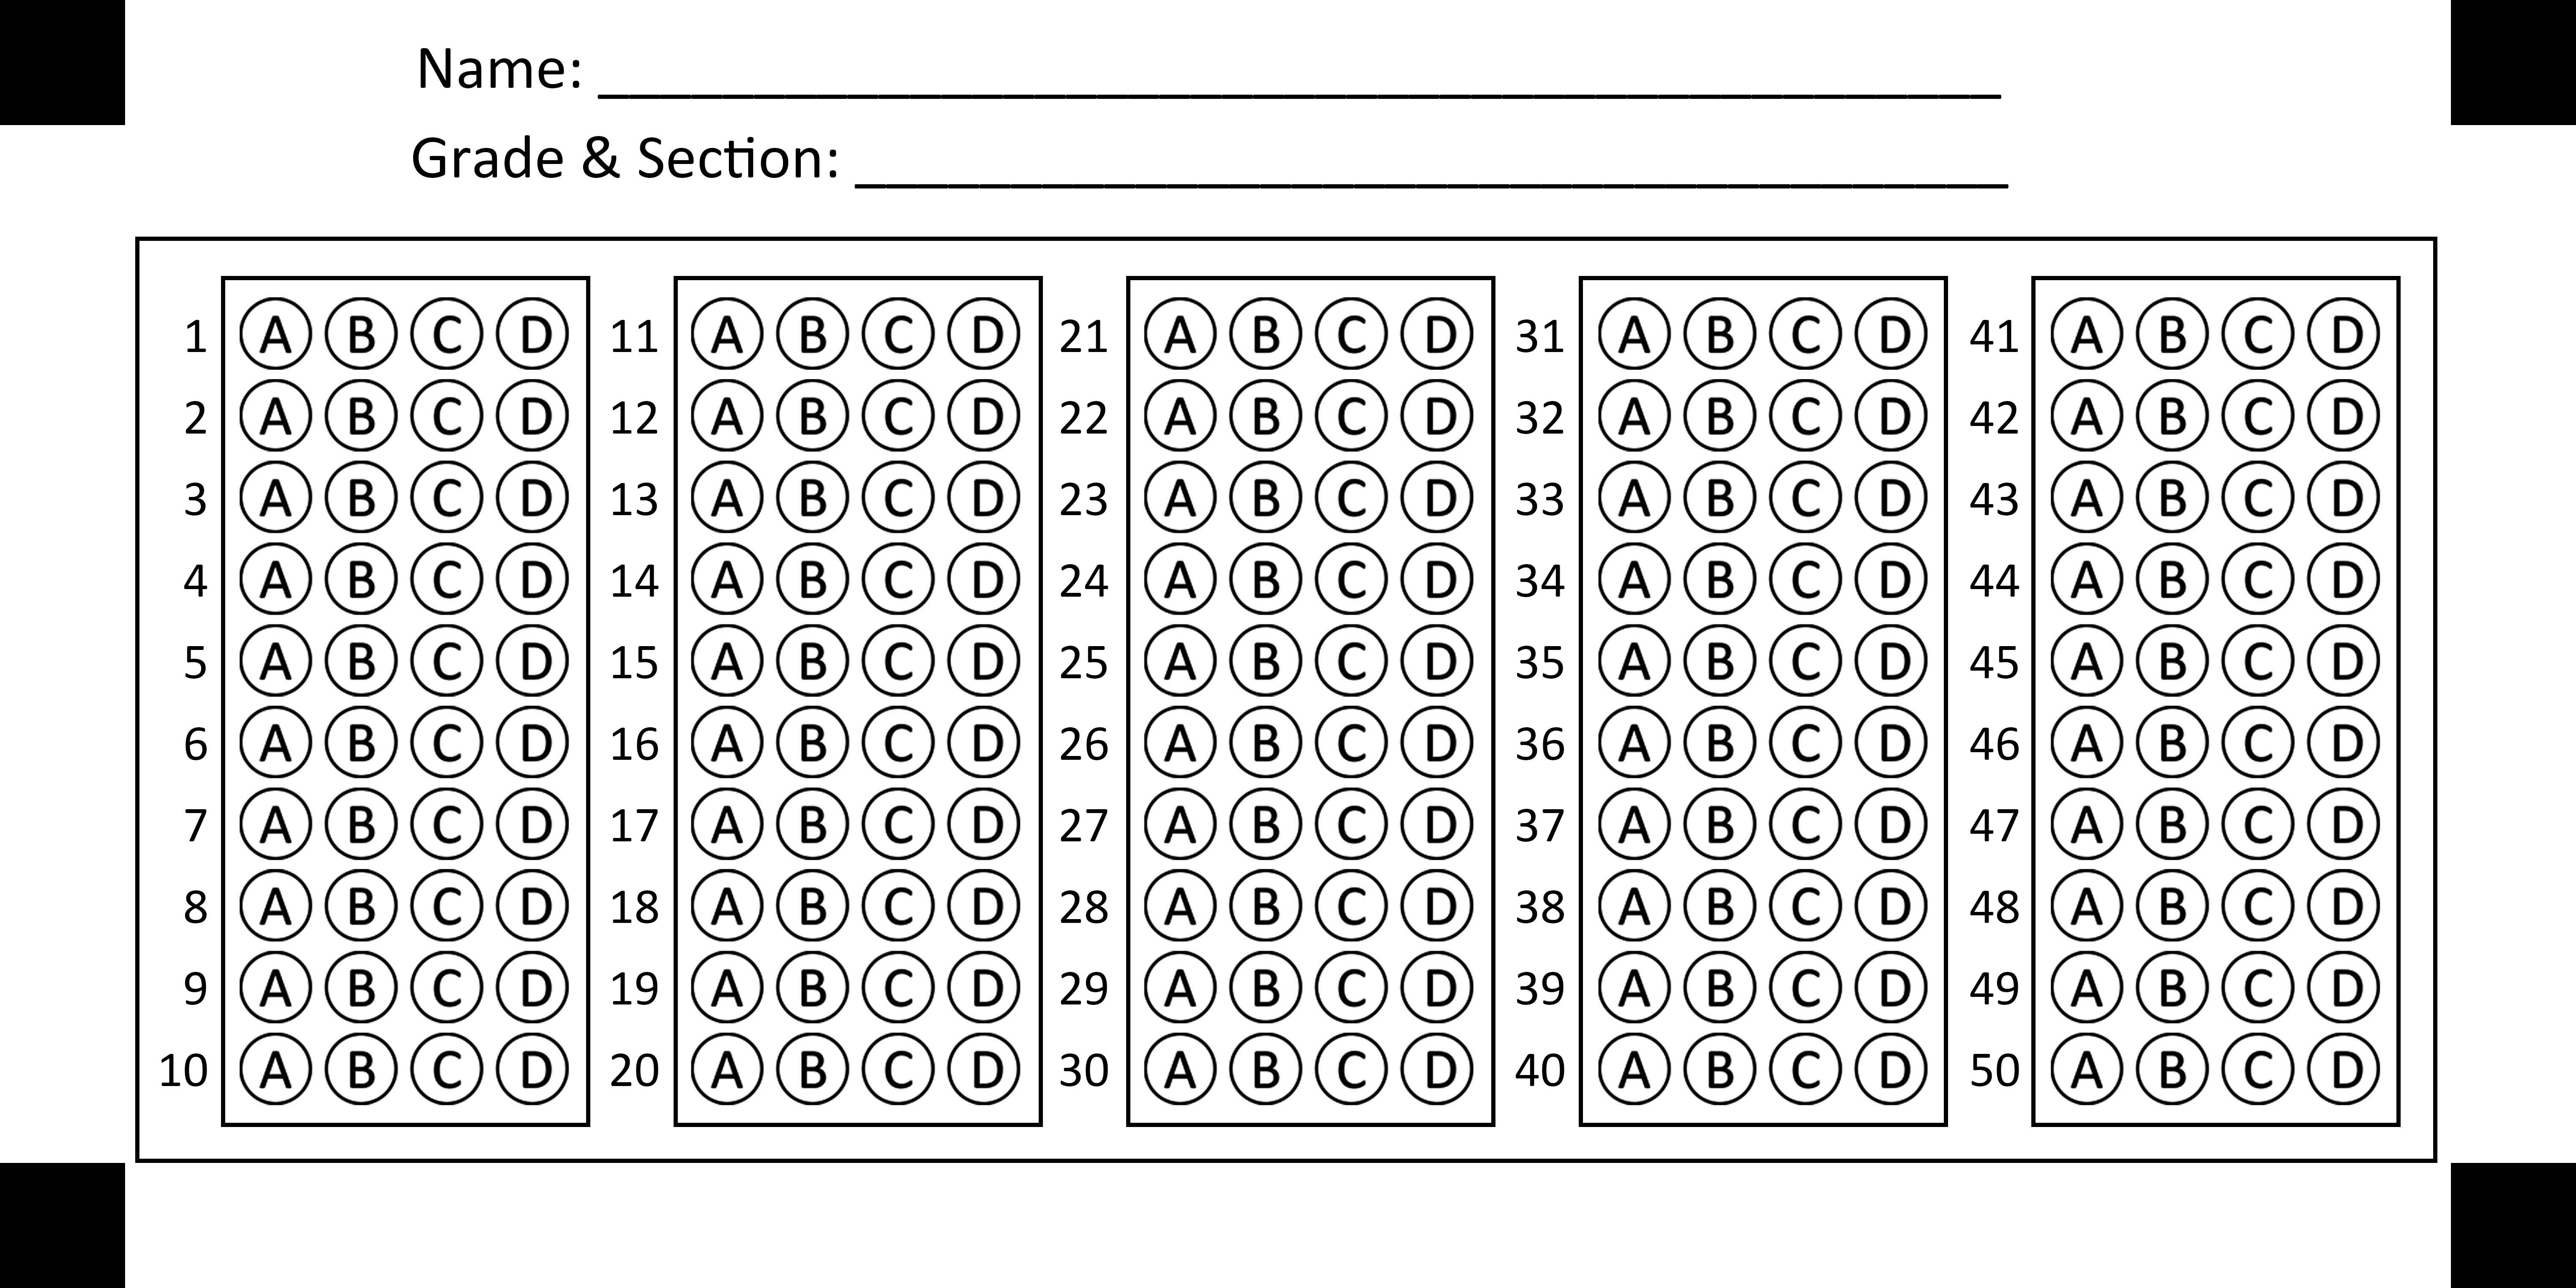 Name: ______________________________________________
Grade & Section: ______________________________________
1 A B C D 11 A B C D 21 A B C D 31 A B C D 41 A B C D
2 A B C D 12 A B C D 22 A B C D 32 A B C D 42 A B C D
3 A B C D 13 A B C D 23 A B C D 33 A B C D 43 A B C D
4 A B C D 14 A B C D 24 A B C D 34 A B C D 44 A B C D
5 A B C D 15 A B C D 25 A B C D 35 A B C D 45 A B C D
6 A B C D 16 A B C D 26 A B C D 36 A B C D 46 A B C D
7 A B C D 17 A B C D 27 A B C D 37 A B C D 47 A B C D
8 A B C D 18 A B C D 28 A B C D 38 A B C D 48 A B C D
9 A B C D 19 A B C D 29 A B C D 39 A B C D 49 A B C D
10 A B C D 20 A B C D 30 A B C D 40 A B C D 50 A B C D